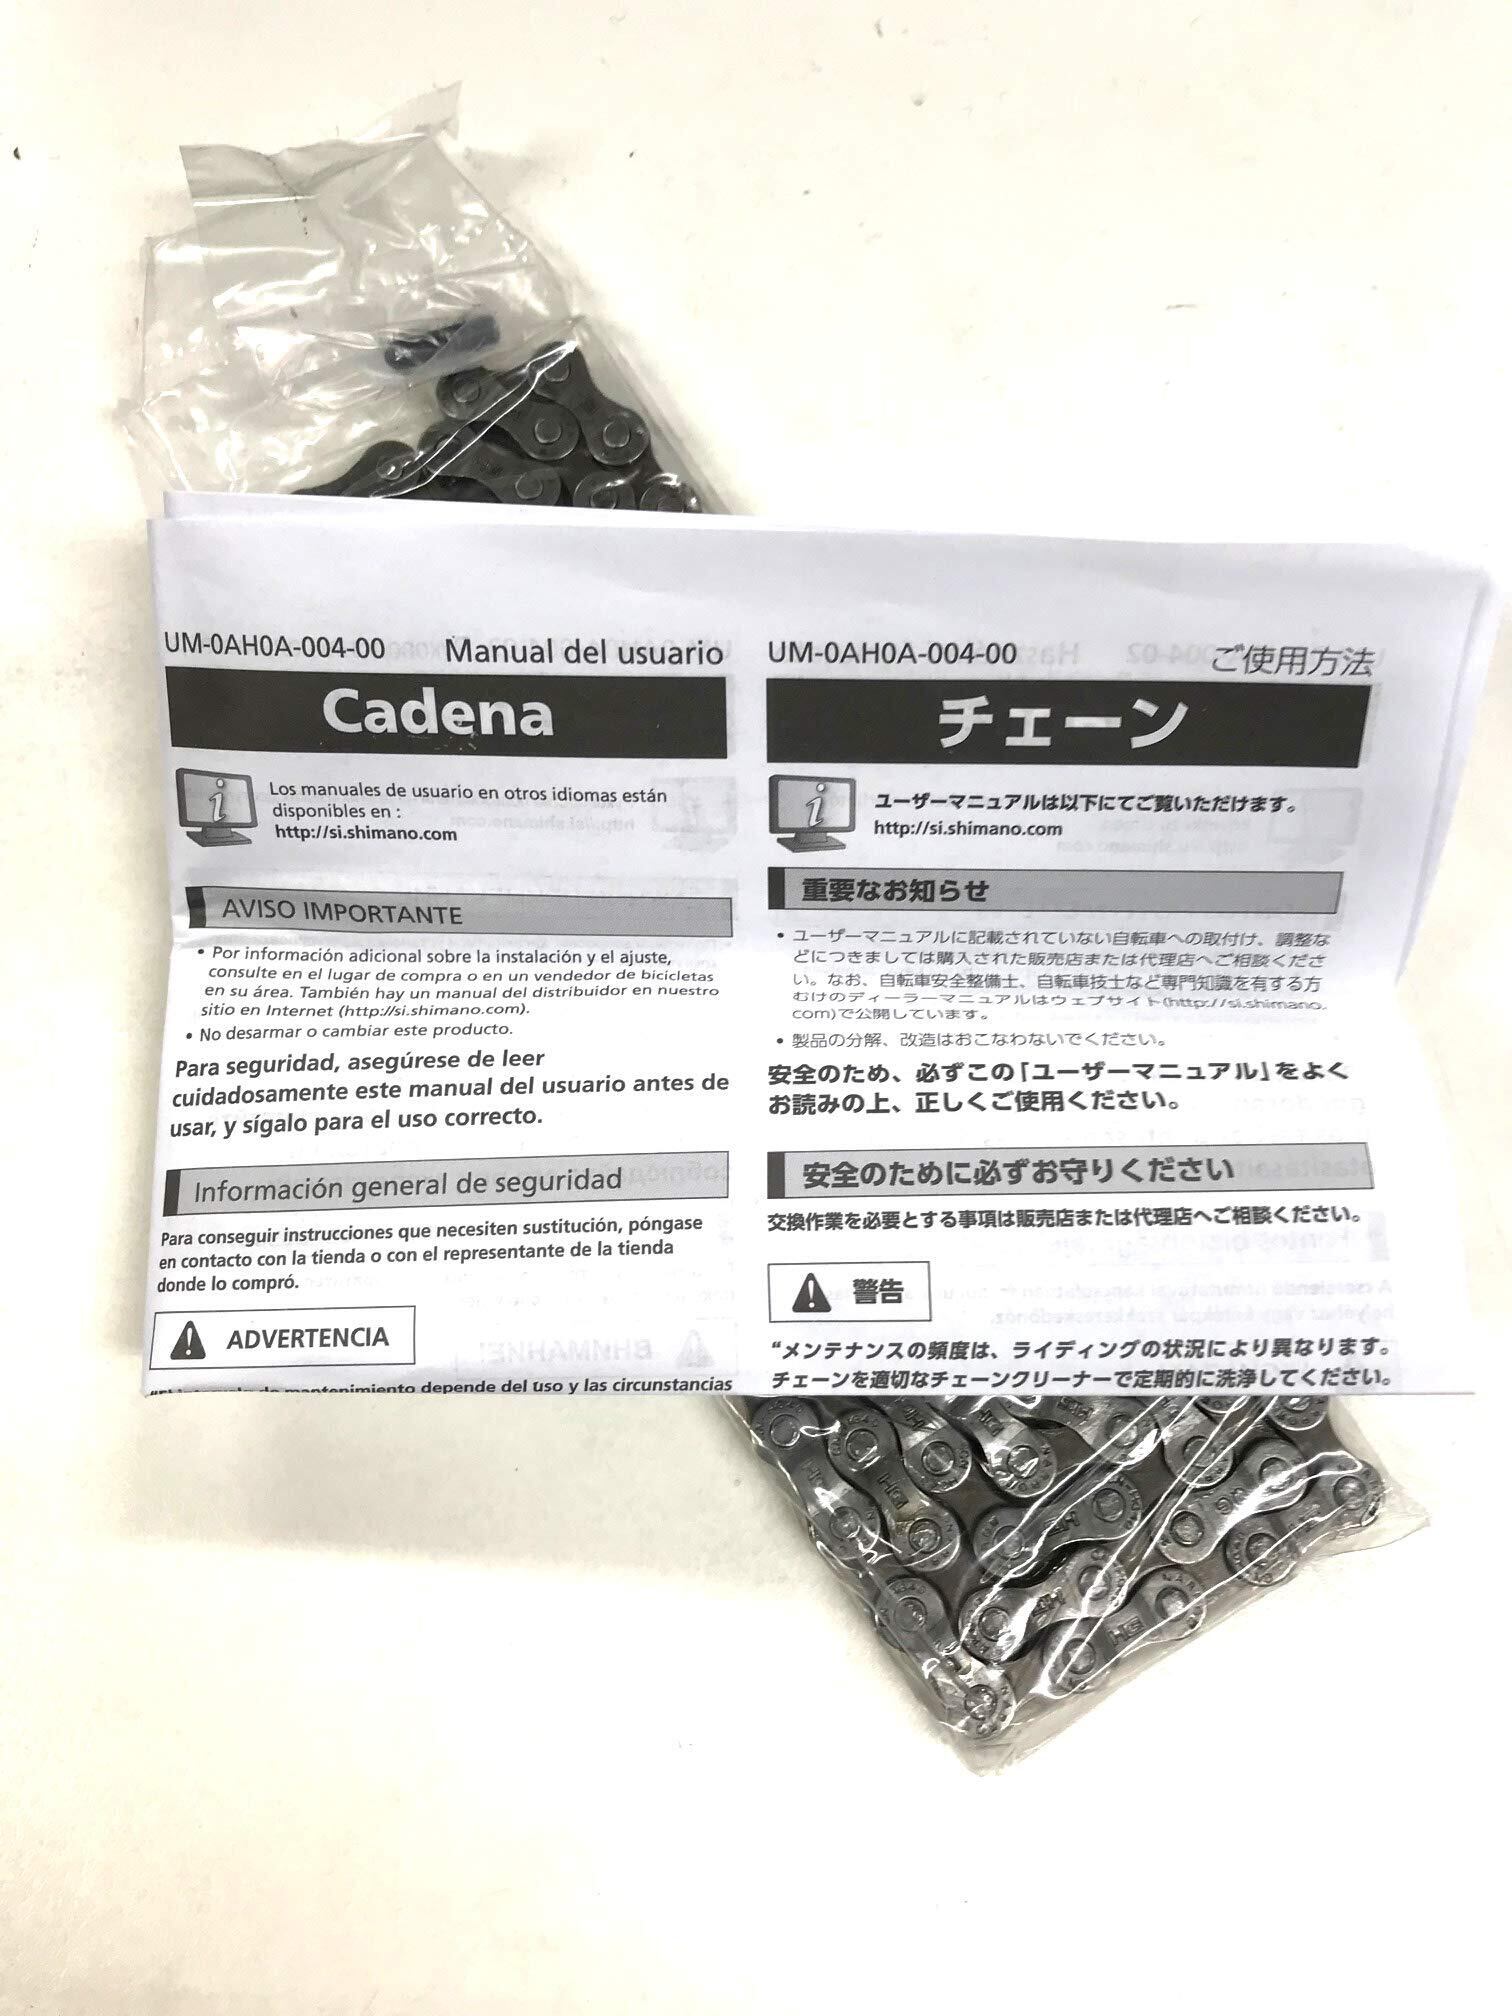 UM-0AH0A-004-00 Manual del usuario
Cadena
Los manuales de usuario en otros idiomas están
disponibles en :
http://si.shimano.com
AVISO IMPORTANTE
• Por información adicional sobre la instalación y el ajuste,
consulte en el lugar de compra o en un vendedor de bicicletas
en su área. También hay un manual del distribuidor en nuestro
sitio en Internet (http://si.shimano.com).
• No desarmar o cambiar este producto.
Para seguridad, asegúrese de leer
cuidadosamente este manual del usuario antes de
usar, y sígalo para el uso correcto.
Información general de seguridad
Para conseguir instrucciones que necesiten sustitución, póngase
en contacto con la tienda o con el representante de la tienda
donde lo compró.
ADVERTENCIA
mantenimiento depende del uso y las circunstancias
UM-0AH0A-004-00 ご使用方法
チェーン
ユーザーマニュアルは以下にてご覧いただけます。
http://si.shimano.com
重要なお知らせ
• ユーザーマニュアルに記載されていない自転車への取付け、調整な
どにつきましては購入された販売店または代理店へご相談くださ
い。なお、自転車安全整備士、自転車技士など専門知識を有する方
むけのディーラーマニュアルはウェブサイト(http://si.shimano.
com)で公開しています。
• 製品の分解、改造はおこなわないでください。
安全のため、必ずこの「ユーザーマニュアル」をよく
お読みの上、正しくご使用ください。
安全のために必ずお守りください
交換作業を必要とする事項は販売店または代理店へご相談ください。
警告
“メンテナンスの頻度は、ライディングの状況により異なります。
チェーンを適切なチェーンクリーナーで定期的に洗浄してください。